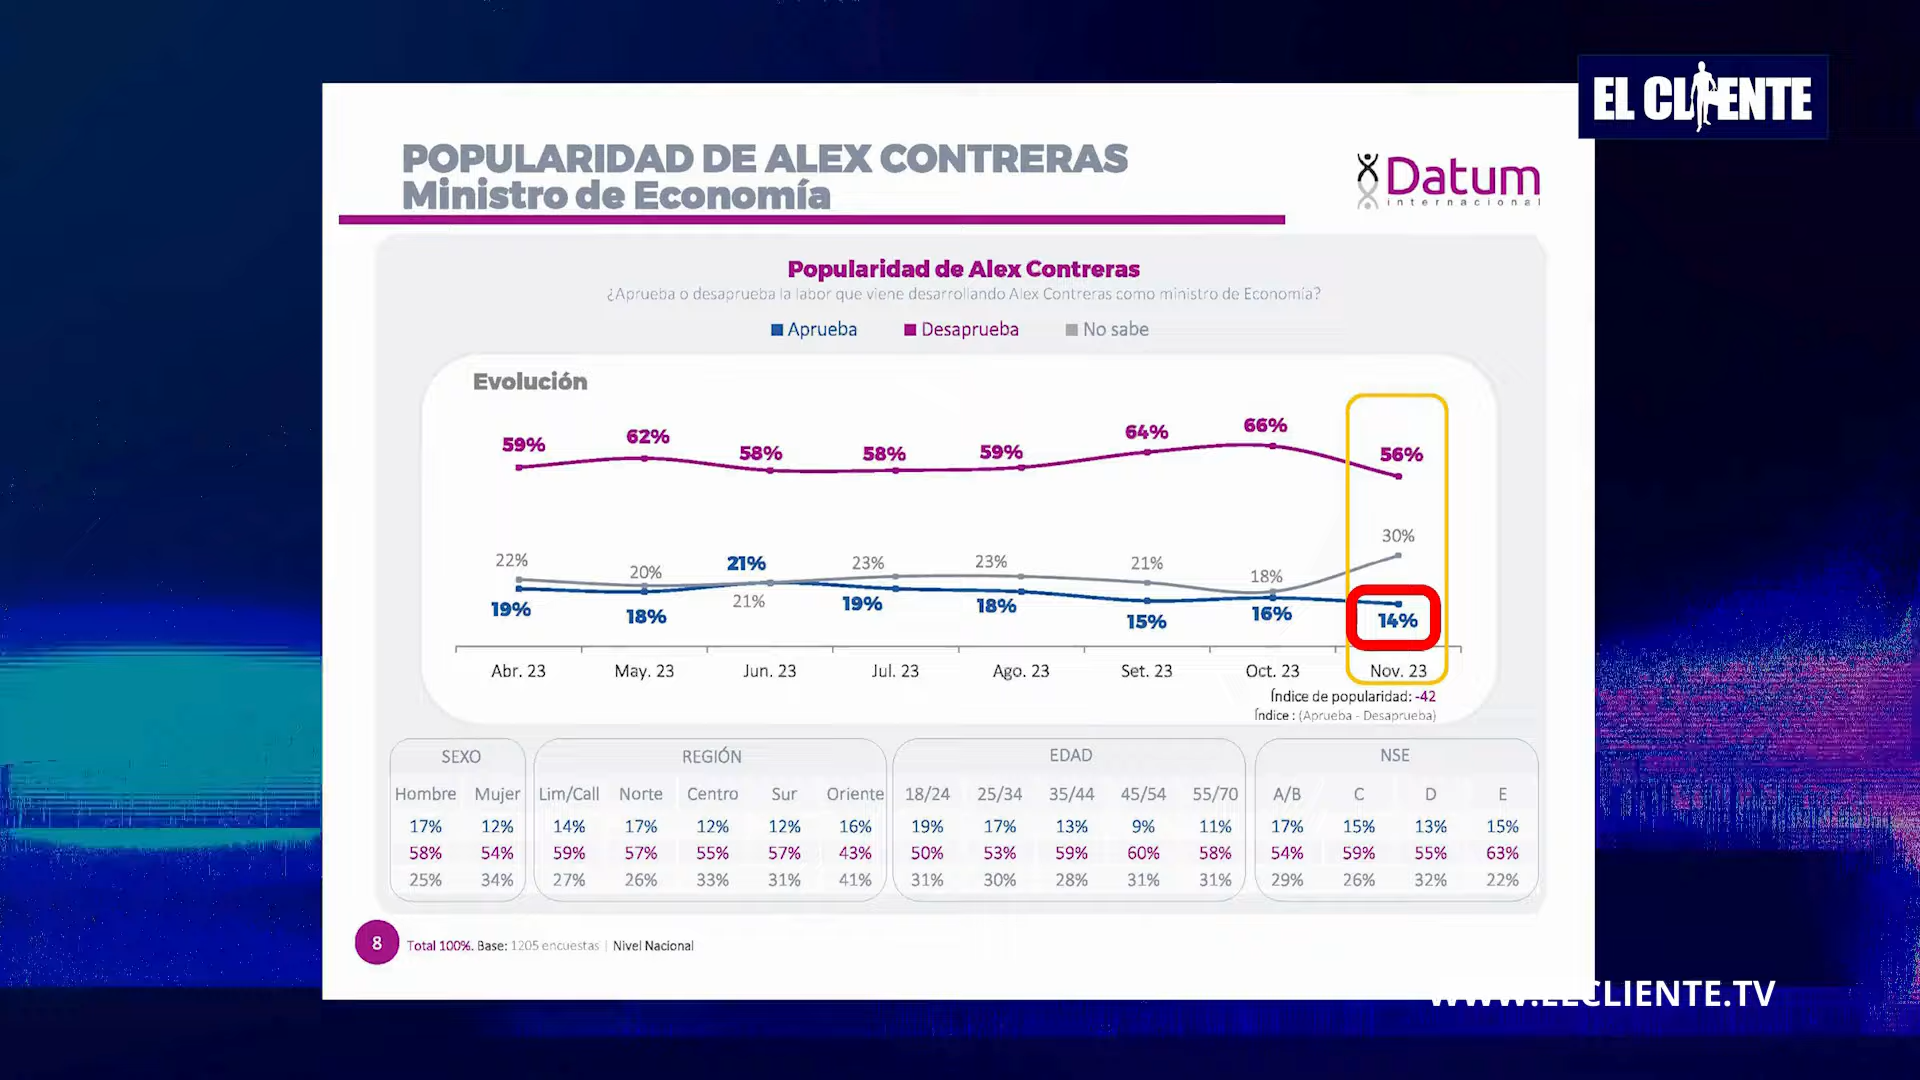 EL CLIENTE
POPULARIDAD DE ALEX CONTRERAS
Ministro de Economía
Datum
internacional
Popularidad de Alex Contreras
¿Aprueba o desaprueba la labor que viene desarrollando Alex Contreras como ministro de Economía?
Aprueba Desaprueba No sabe
Evolución
59% 62% 58% 58% 59% 64% 66% 56%
22% 20% 21% 23% 23% 21% 18% 30%
19% 18% 21% 19% 18% 15% 16% 14%
Abr. 23 May. 23 Jun. 23 Jul. 23 Ago. 23 Set. 23 Oct. 23 Nov. 23
Índice de popularidad: -42
Índice : (Aprueba - Desaprueba)
SEXO REGIÓN EDAD NSE
Hombre Mujer Lim/Call Norte Centro Sur Oriente 18/24 25/34 35/44 45/54 55/70 A/B C D E
17% 12% 14% 17% 12% 12% 16% 19% 17% 13% 9% 11% 17% 15% 13% 15%
58% 54% 59% 57% 55% 57% 43% 50% 53% 59% 60% 58% 54% 59% 55% 63%
25% 34% 27% 26% 33% 31% 41% 31% 30% 28% 31% 31% 29% 26% 32% 22%
8 Total 100%. Base: 1205 encuestas | Nivel Nacional
WWW.ELCLIENTE.TV